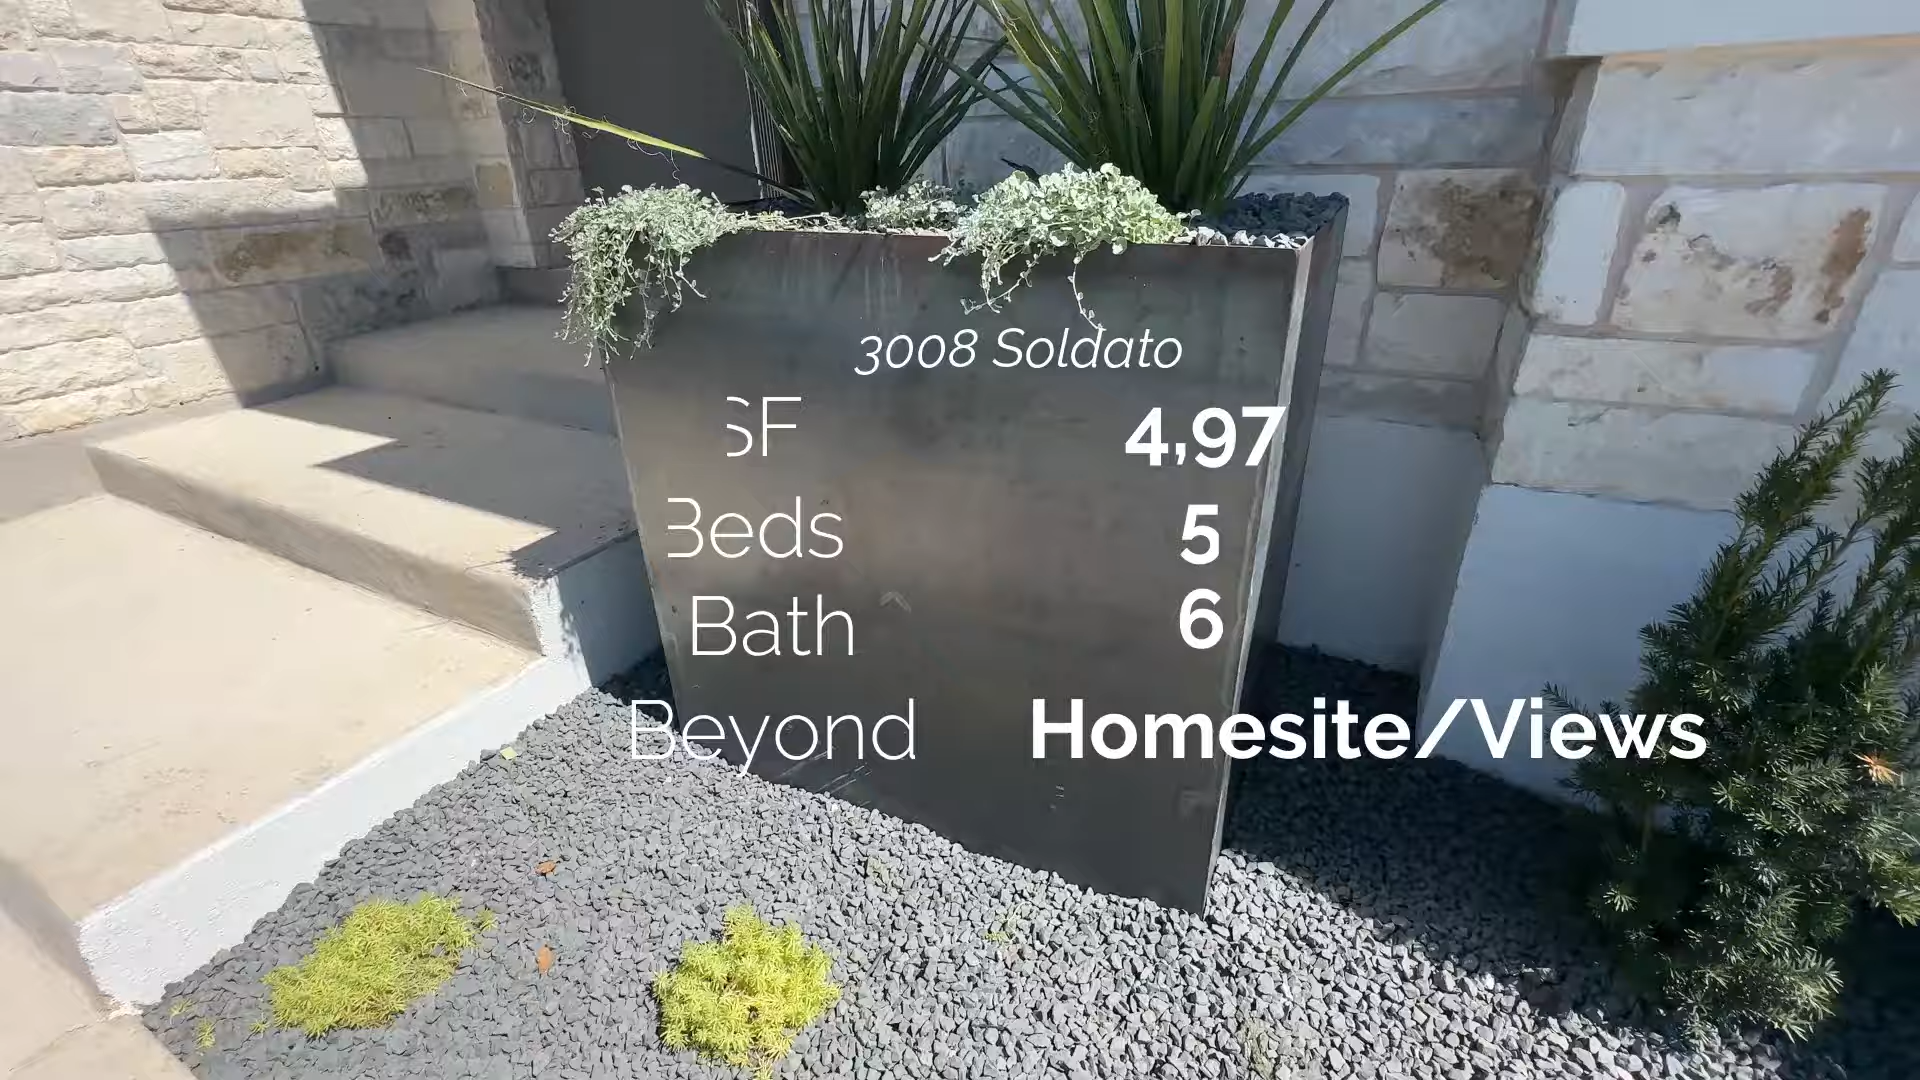 3008 Soldato
SF 4,97
Beds 5
Bath 6
Beyond Homesite/Views